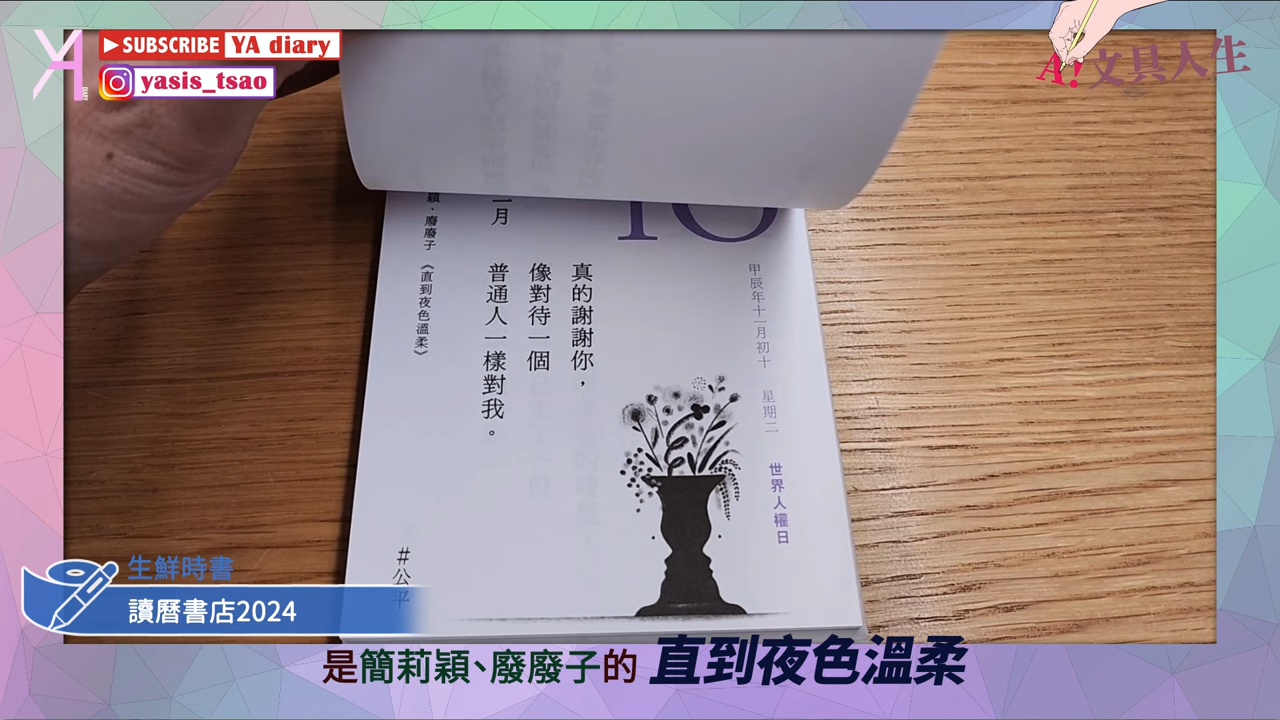 YA
DIARY
SUBSCRIBE YA diary
yasis_tsao
A!文具人生
10
甲辰年十一月初十 星期二
世界人權日
真的謝謝你,
像對待一個
普通人一樣對我。
一月
穎、廢廢子《直到夜色溫柔》
#公平
生鮮時書
讀曆書店2024
是簡莉穎、廢廢子的 直到夜色溫柔